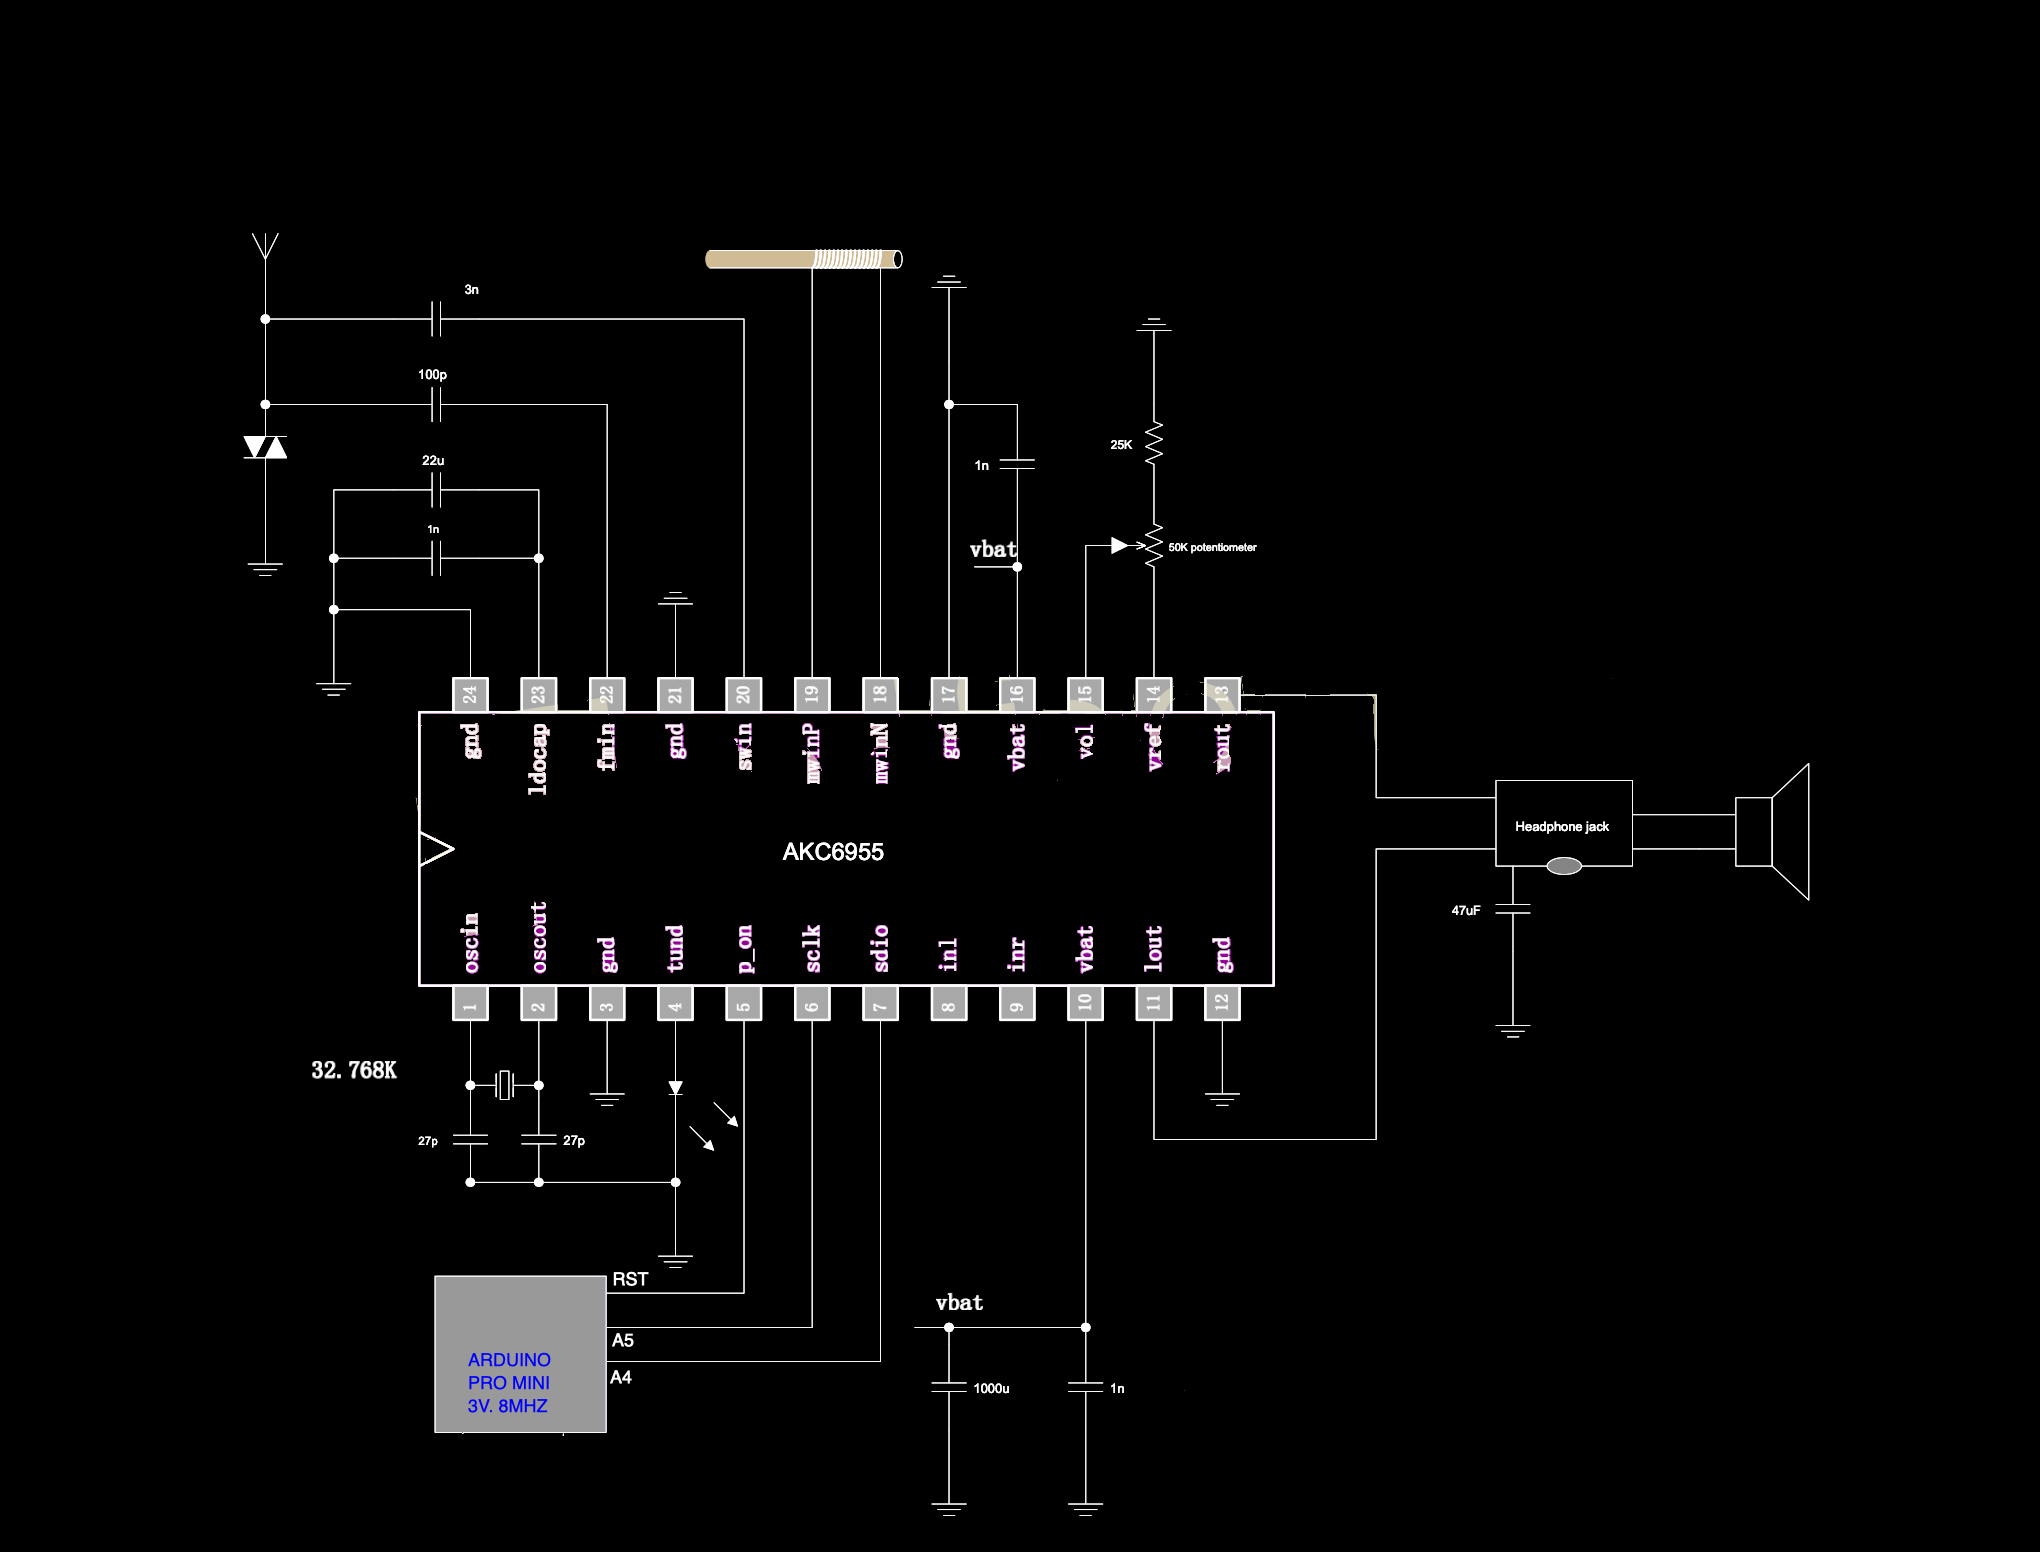 3n
100p
22u
1n
25K
1n
50K potentiometer
vbat
24 23 22 21 20 19 18 17 16 15 14 13
gnd ldocap fmin gnd swin mwinP mwinN gnd vbat vol vref rout
Headphone jack
AKC6955
47uF
oscin oscout gnd tund p_on sclk sdio inl inr vbat lout gnd
1 2 3 4 5 6 7 8 9 10 11 12
32.768K
27p
27p
RST
vbat
A5
ARDUINO
A4
PRO MINI
3V. 8MHZ
1000u
1n